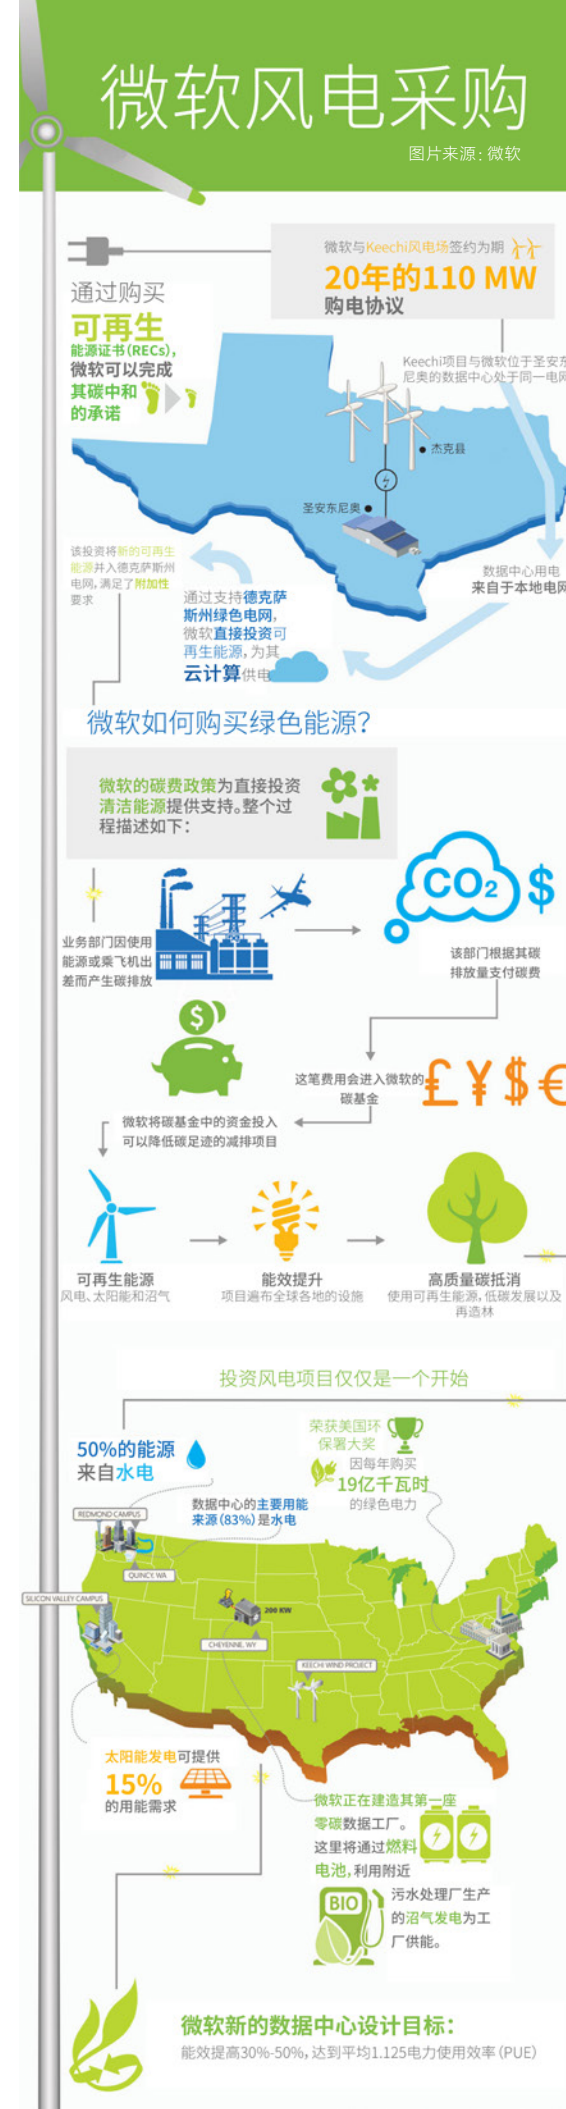 微软风电采购
图片来源：微软
微软与Keechi风电场签约为期
20年的110 MW
购电协议
通过购买
可再生
能源证书(RECs)，
微软可以完成
其碳中和
的承诺
Keechi项目与微软位于圣安东
尼奥的数据中心处于同一电网
杰克县
圣安东尼奥
该投资将新的可再生
能源并入德克萨斯州
电网，满足了附加性
要求
数据中心用电
来自于本地电网
通过支持德克萨
斯州绿色电网，
微软直接投资可
再生能源，为其
云计算供电
微软如何购买绿色能源？
微软的碳费政策为直接投资
清洁能源提供支持。整个过
程描述如下：
CO2 $
业务部门因使用
能源或乘飞机出
差而产生碳排放
该部门根据其碳
排放量支付碳费
$
这笔费用会进入微软的
碳基金
£ ¥ $ €
微软将碳基金中的资金投入
可以降低碳足迹的减排项目
可再生能源
风电、太阳能和沼气
能效提升
项目遍布全球各地的设施
高质量碳抵消
使用可再生能源，低碳发展以及
再造林
投资风电项目仅仅是一个开始
50%的能源
来自水电
荣获美国环
保署大奖
因每年购买
19亿千瓦时
的绿色电力
数据中心的主要用能
来源（83%）是水电
REDMOND CAMPUS
QUINCY, WA
SILICON VALLEY CAMPUS
200 KW
CHEYENNE, WY
KEECHI WIND PROJECT
太阳能发电可提供
15%
的用能需求
微软正在建造其第一座
零碳数据工厂。
这里将通过燃料
电池，利用附近
BIO
污水处理厂生产
的沼气发电为工
厂供能。
微软新的数据中心设计目标：
能效提高30%-50%，达到平均1.125电力使用效率（PUE）